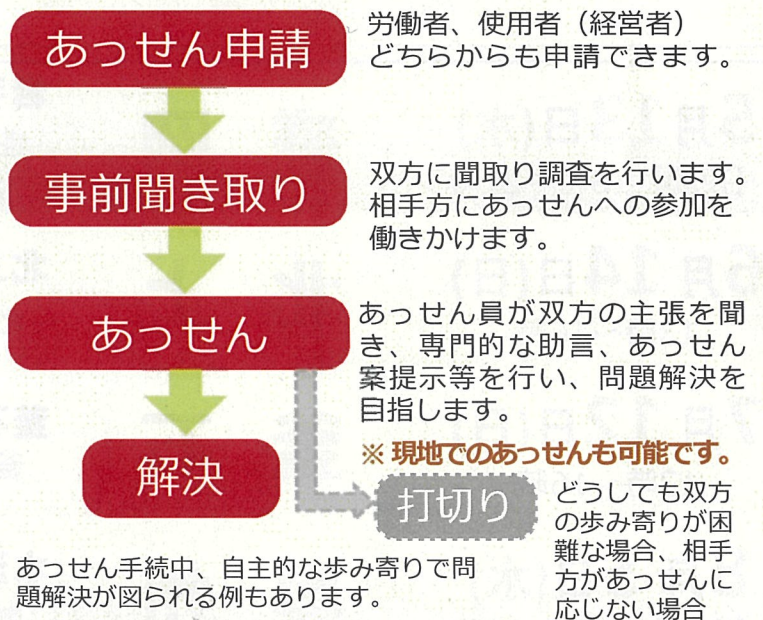 あっせん申請
労働者、使用者（経営者）
どちらからも申請できます。
事前聞き取り
双方に聞取り調査を行います。
相手方にあっせんへの参加を
働きかけます。
あっせん
あっせん員が双方の主張を聞
き、専門的な助言、あっせん
案提示等を行い、問題解決を
目指します。
※ 現地でのあっせんも可能です。
解決
打切り
どうしても双方
の歩み寄りが困
難な場合、相手
方があっせんに
応じない場合
あっせん手続中、自主的な歩み寄りで問
題解決が図られる例もあります。